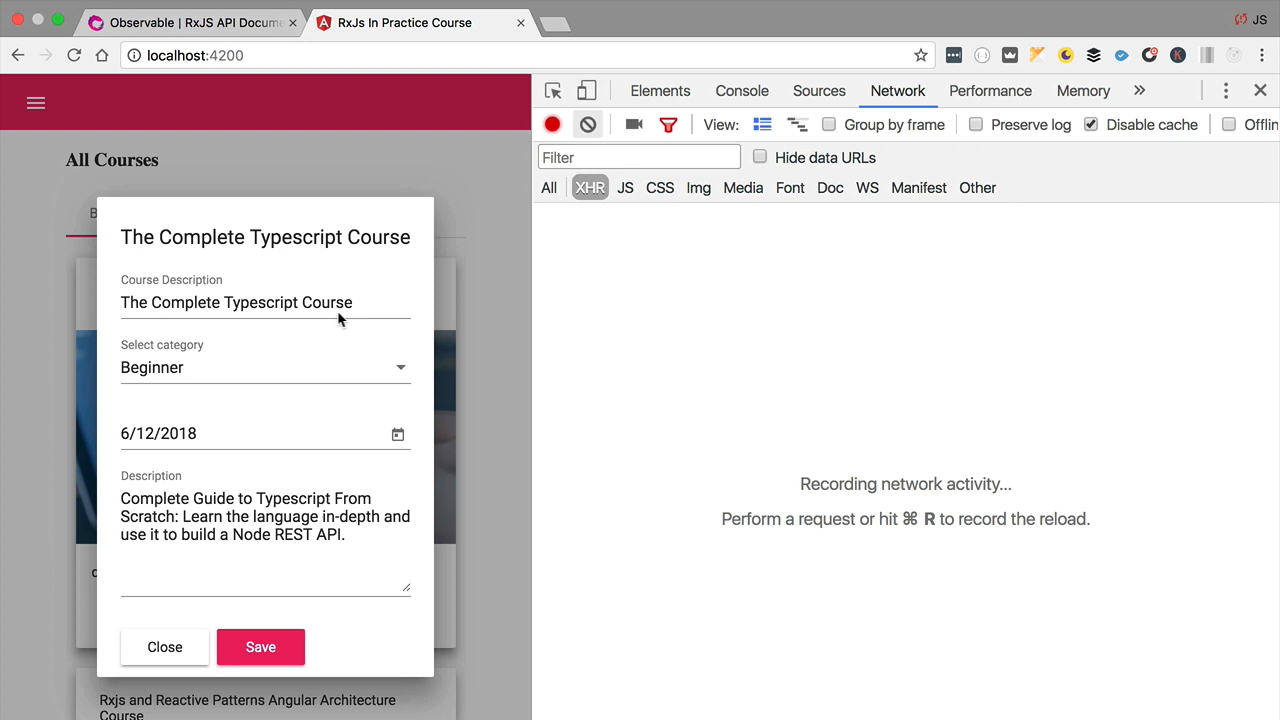 Observable | RxJS API Docume
RxJs In Practice Course
JS
localhost:4200
Elements Console Sources Network Performance Memory
View: Group by frame Preserve log Disable cache Offlin
Filter Hide data URLs
All XHR JS CSS Img Media Font Doc WS Manifest Other
All Courses
B
The Complete Typescript Course
Course Description
The Complete Typescript Course
Select category
Beginner
6/12/2018
Description
Complete Guide to Typescript From
Scratch: Learn the language in-depth and
use it to build a Node REST API.
Close Save
Rxjs and Reactive Patterns Angular Architecture
Course
Recording network activity...
Perform a request or hit ⌘ R to record the reload.